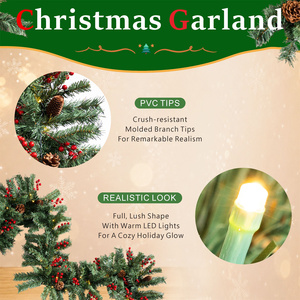 Christmas Garland
PVC TIPS
Crush-resistant
Molded Branch Tips
For Remarkable Realism
REALISTIC LOOK
Full, Lush Shape
With Warm LED Lights
For A Cozy Holiday Glow